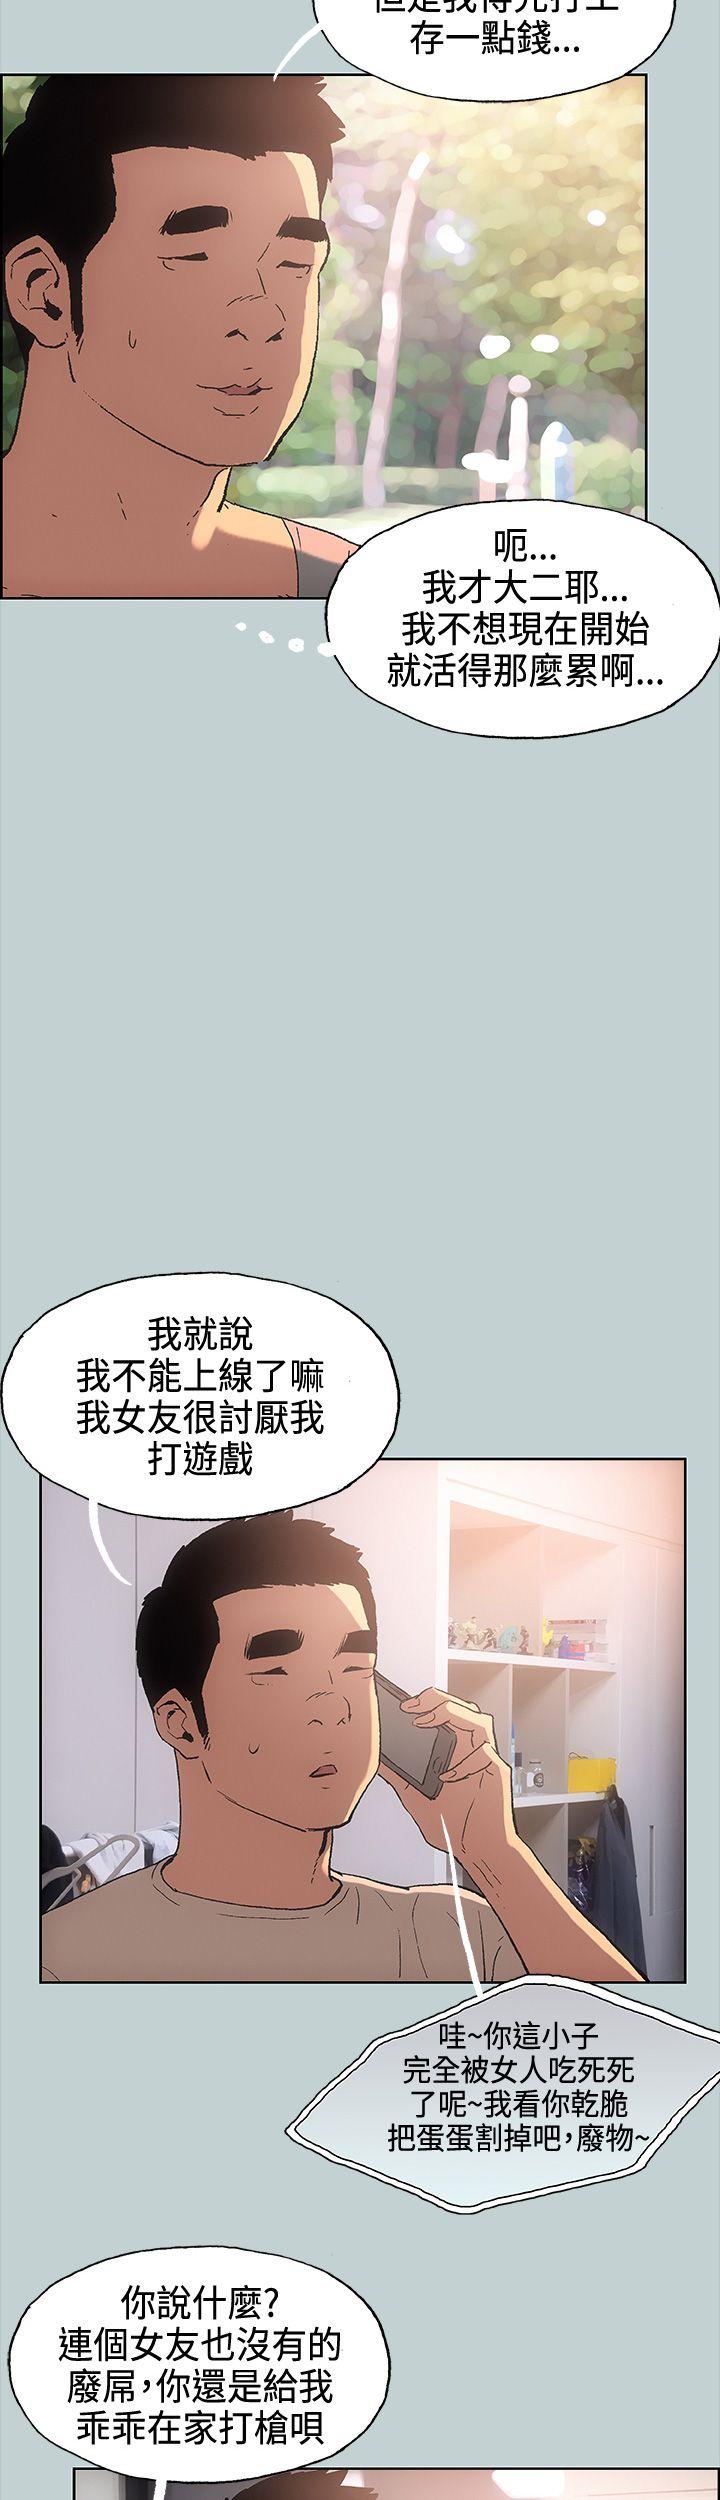 存一點錢...
呃...
我才大二耶...
我不想現在開始
就活得那麼累啊...
我就說
我不能上線了嘛
我女友很討厭我
打遊戲
哇~你這小子
完全被女人吃死死
了呢~我看你乾脆
把蛋蛋割掉吧，廢物~
你說什麼?
連個女友也沒有的
廢屌，你還是給我
乖乖在家打槍唄